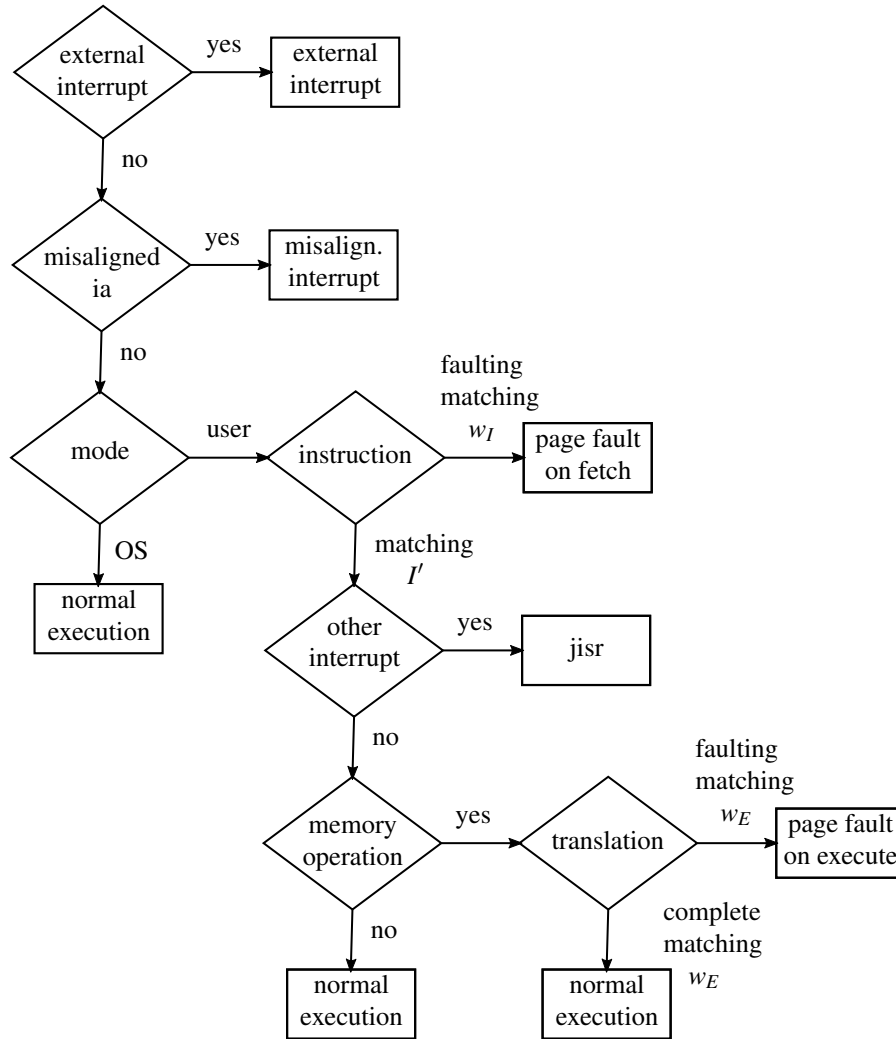 external
interrupt
yes
external
interrupt
no
misaligned
ia
yes
misalign.
interrupt
no
mode
user
instruction
faulting
matching
w_I
page fault
on fetch
OS
normal
execution
matching
I′
other
interrupt
yes
jisr
no
memory
operation
yes
translation
faulting
matching
w_E
page fault
on execute
no
normal
execution
complete
matching
w_E
normal
execution